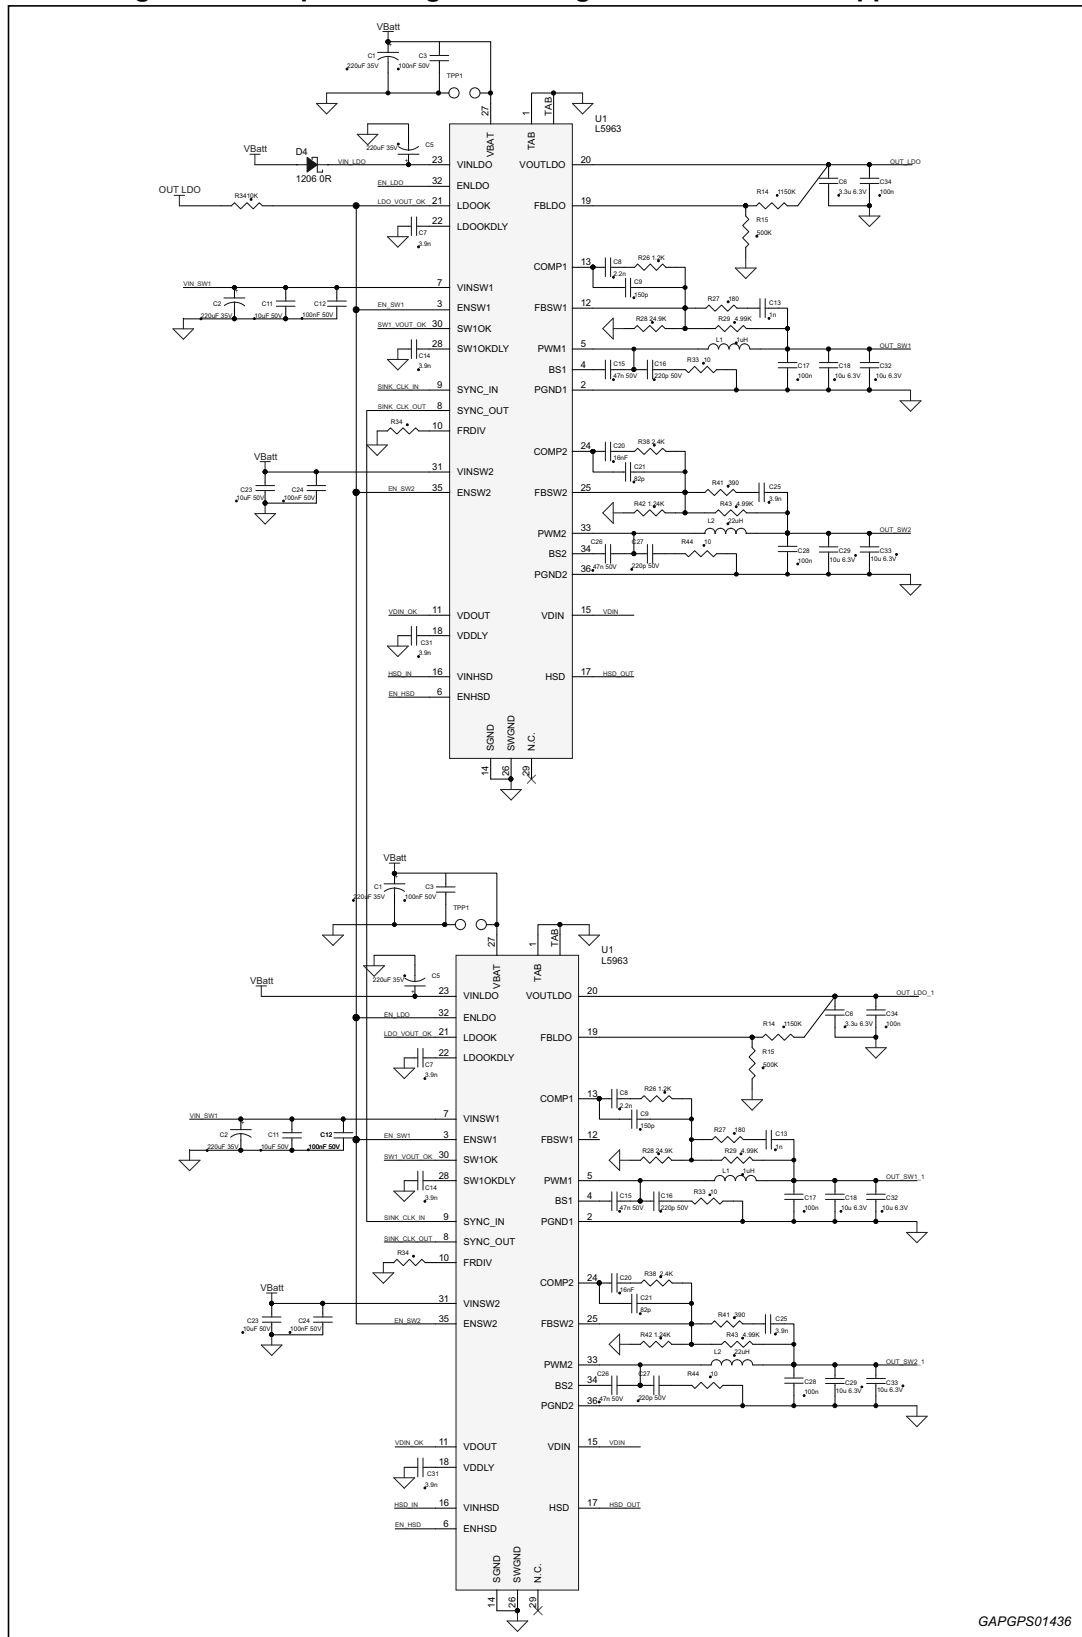 VBatt
C1
220uF 35V
C3
100nF 50V
TPP1
27
1
TAB
VBAT
TAB
U1
L5963
220uF 35V
C5
VBatt
D4
1206 0R
VIN_LDO
23 VINLDO
VOUTLDO 20
OUT_LDO
EN_LDO 32 ENLDO
C6
3.3u 6.3V
C34
100n
OUT LDO
R3410K
LDO_VOUT_OK 21 LDOOK
FBLDO 19
R14 1150K
R15
500K
22 LDOOKDLY
C7
3.9n
COMP1 13
C8
2.2n
R26 1.2K
C9
150p
VIN_SW1
7 VINSW1
C2
220uF 35V
C11
10uF 50V
C12
100nF 50V
EN_SW1 3 ENSW1
FBSW1 12
R27 180
C13
1n
SW1_VOUT_OK 30 SW1OK
R28 24.9K
R29 4.99K
28 SW1OKDLY
C14
3.9n
PWM1 5
L1 1uH
OUT_SW1
BS1 4
C15
47n 50V
C16
220p 50V
R33 10
C17
100n
C18
10u 6.3V
C32
10u 6.3V
SINK_CLK_IN 9 SYNC_IN
PGND1 2
SINK_CLK_OUT 8 SYNC_OUT
R34
10 FRDIV
COMP2 24
C20
16nF
R38 2.4K
C21
82p
VBatt
31 VINSW2
C23
10uF 50V
C24
100nF 50V
EN_SW2 35 ENSW2
FBSW2 25
R41 390
C25
3.9n
R42 1.24K
R43 4.99K
PWM2 33
L2 22uH
OUT_SW2
BS2 34
C26
47n 50V
C27
220p 50V
R44 10
C28
100n
C29
10u 6.3V
C33
10u 6.3V
PGND2 36
VDIN_OK 11 VDOUT
VDIN 15 VDIN
18 VDDLY
C31
3.9n
HSD_IN 16 VINHSD
HSD 17 HSD_OUT
EN_HSD 6 ENHSD
SGND
SWGND
N.C.
14
26
29
VBatt
C1
220uF 35V
C3
100nF 50V
TPP1
27
1
TAB
VBAT
TAB
U1
L5963
220uF 35V
C5
VBatt
23 VINLDO
VOUTLDO 20
OUT_LDO_1
EN_LDO 32 ENLDO
C6
3.3u 6.3V
C34
100n
LDO_VOUT_OK 21 LDOOK
FBLDO 19
R14 1150K
R15
500K
22 LDOOKDLY
C7
3.9n
COMP1 13
C8
2.2n
R26 1.2K
C9
150p
VIN_SW1
7 VINSW1
C2
220uF 35V
C11
10uF 50V
C12
100nF 50V
EN_SW1 3 ENSW1
FBSW1 12
R27 180
C13
1n
SW1_VOUT_OK 30 SW1OK
R28 24.9K
R29 4.99K
28 SW1OKDLY
C14
3.9n
PWM1 5
L1 1uH
OUT_SW1_1
BS1 4
C15
47n 50V
C16
220p 50V
R33 10
C17
100n
C18
10u 6.3V
C32
10u 6.3V
SINK_CLK_IN 9 SYNC_IN
PGND1 2
SINK_CLK_OUT 8 SYNC_OUT
R34
10 FRDIV
COMP2 24
C20
16nF
R38 2.4K
C21
82p
VBatt
31 VINSW2
C23
10uF 50V
C24
100nF 50V
EN_SW2 35 ENSW2
FBSW2 25
R41 390
C25
3.9n
R42 1.24K
R43 4.99K
PWM2 33
L2 22uH
OUT_SW2_1
BS2 34
C26
47n 50V
C27
220p 50V
R44 10
C28
100n
C29
10u 6.3V
C33
10u 6.3V
PGND2 36
VDIN_OK 11 VDOUT
VDIN 15 VDIN
18 VDDLY
C31
3.9n
HSD_IN 16 VINHSD
HSD 17 HSD_OUT
EN_HSD 6 ENHSD
SGND
SWGND
N.C.
14
26
29
GAPGPS01436